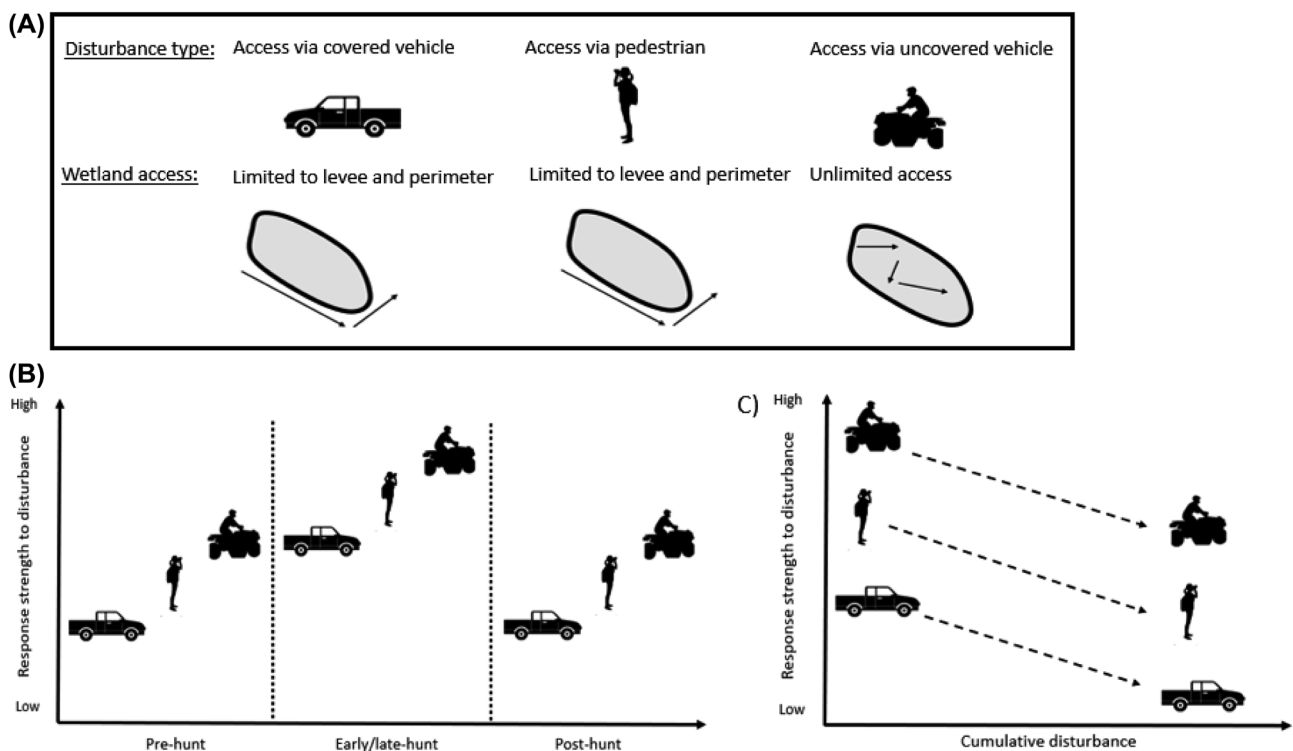 (A)
Disturbance type: Access via covered vehicle Access via pedestrian Access via uncovered vehicle
Wetland access: Limited to levee and perimeter Limited to levee and perimeter Unlimited access
(B)
High
Response strength to disturbance
Low
Pre-hunt Early/late-hunt Post-hunt
C)
High
Response strength to disturbance
Low
Cumulative disturbance